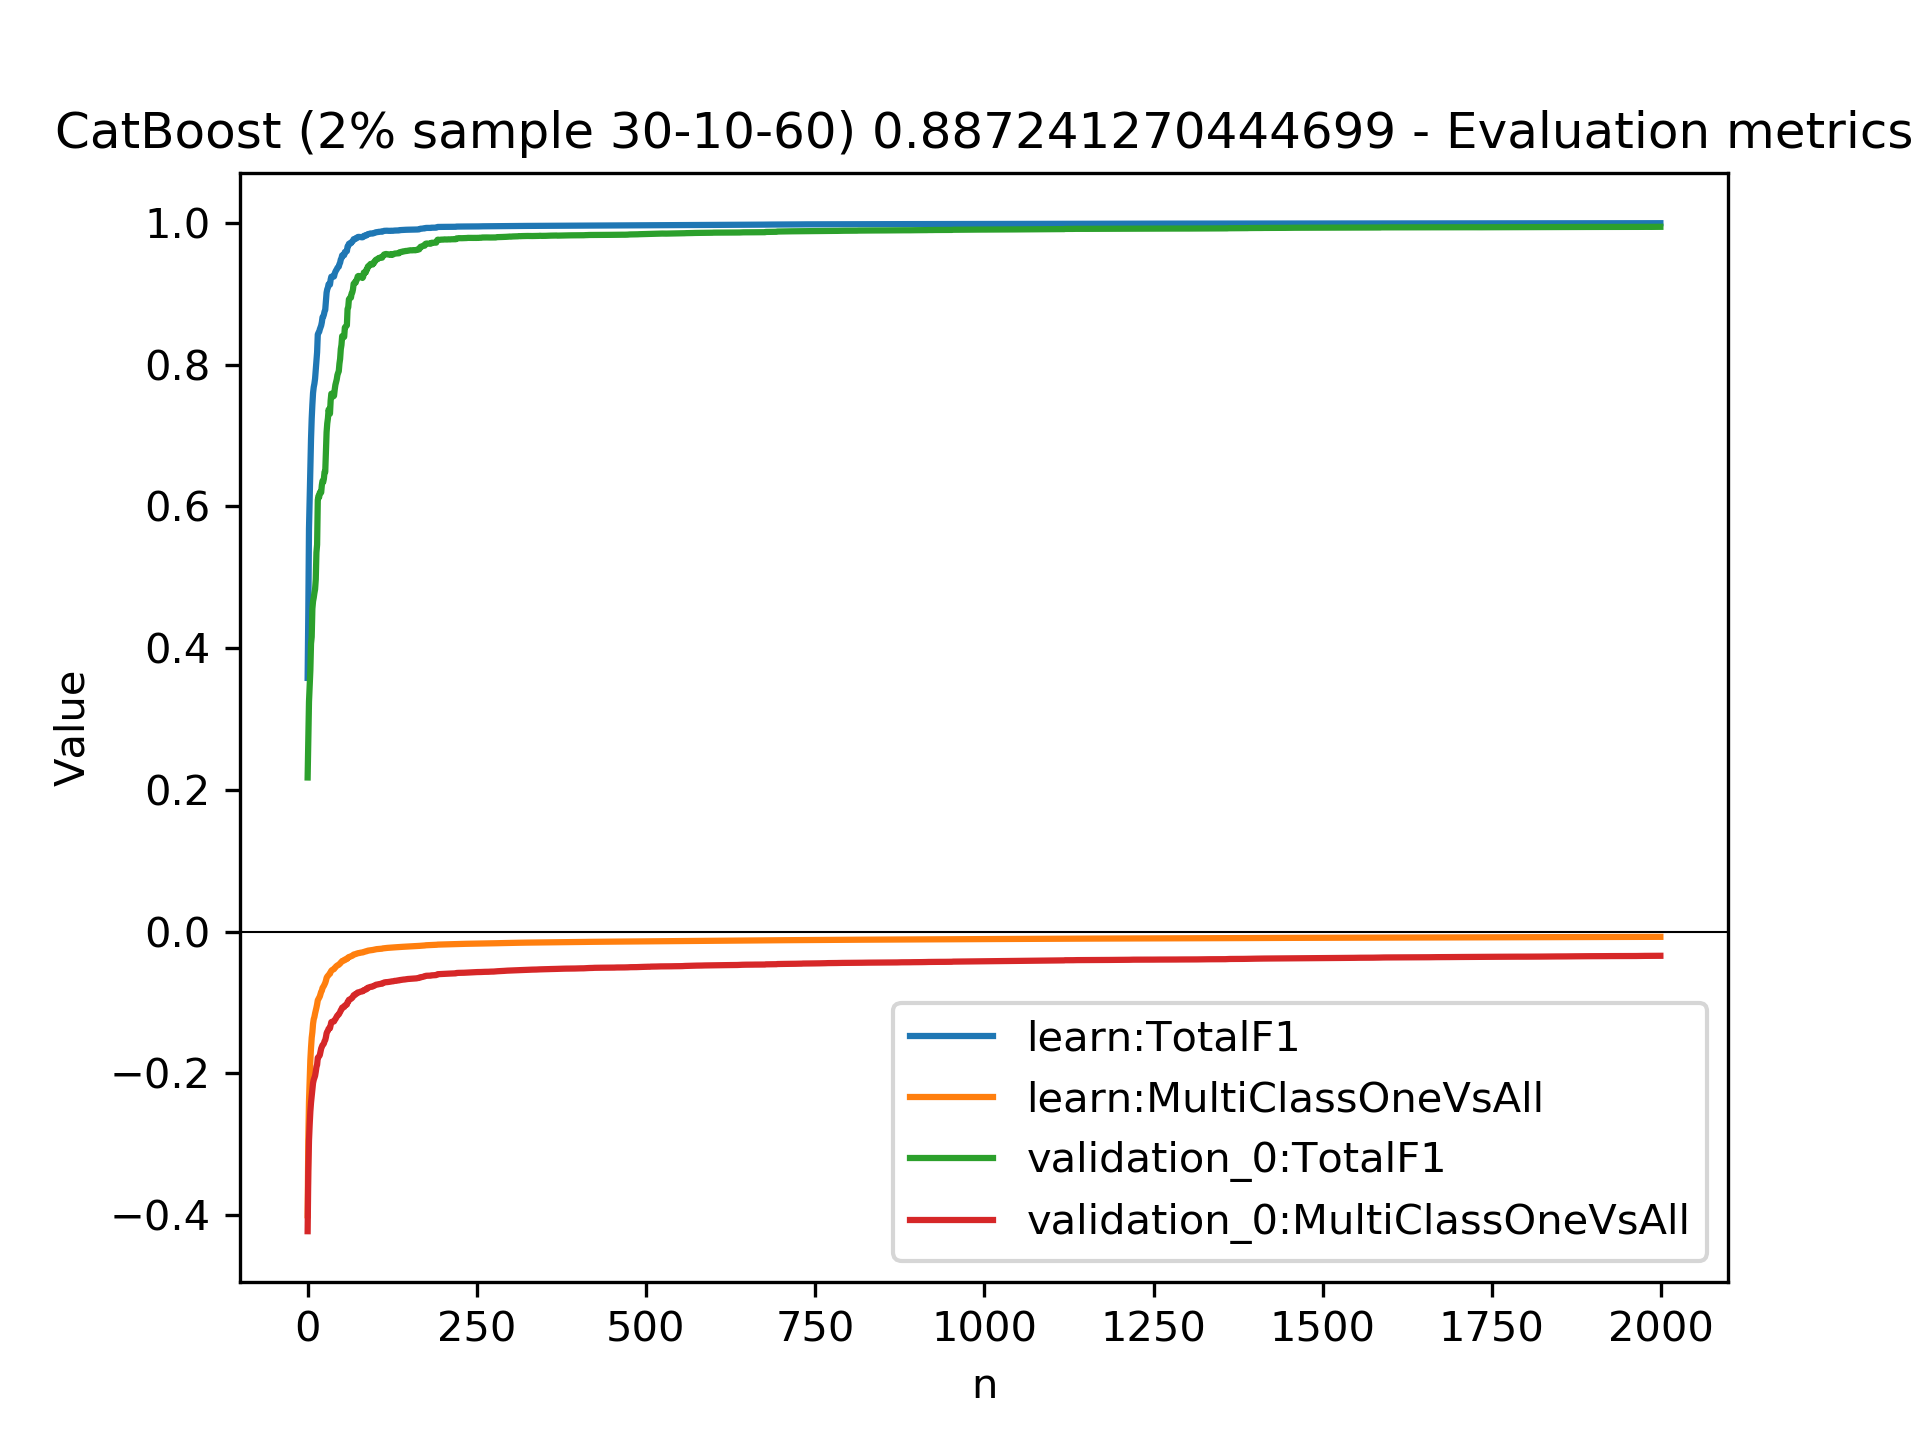 CatBoost (2% sample 30-10-60) 0.887241270444699 - Evaluation metrics
Value
1.0
0.8
0.6
0.4
0.2
0.0
−0.2
−0.4
learn:TotalF1
learn:MultiClassOneVsAll
validation_0:TotalF1
validation_0:MultiClassOneVsAll
0 250 500 750 1000 1250 1500 1750 2000
n